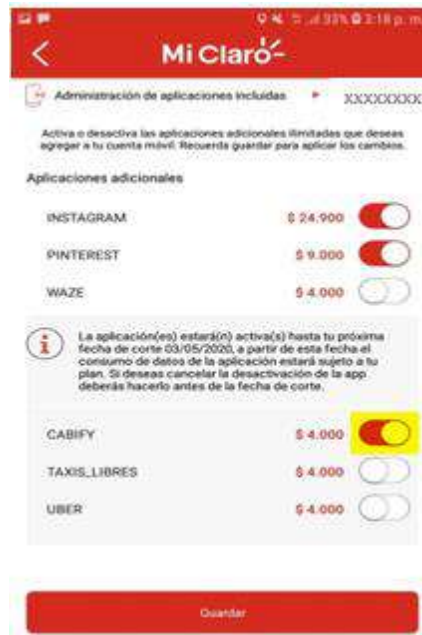 33% 2:18 p. m
Mi Claro
Administración de aplicaciones incluidas XXXXXXXX
Activa o desactiva las aplicaciones adicionales ilimitadas que deseas
agregar a tu cuenta móvil. Recuerda guardar para aplicar los cambios.
Aplicaciones adicionales
INSTAGRAM $ 24.900
PINTEREST $ 9.000
WAZE $ 4.000
La aplicación(es) estará(n) activa(s) hasta tu próxima
fecha de corte 03/05/2020, a partir de esta fecha el
consumo de datos de la aplicación estará sujeto a tu
plan. Si deseas cancelar la desactivación de la app
deberás hacerlo antes de la fecha de corte.
CABIFY $ 4.000
TAXIS_LIBRES $ 4.000
UBER $ 4.000
Guardar